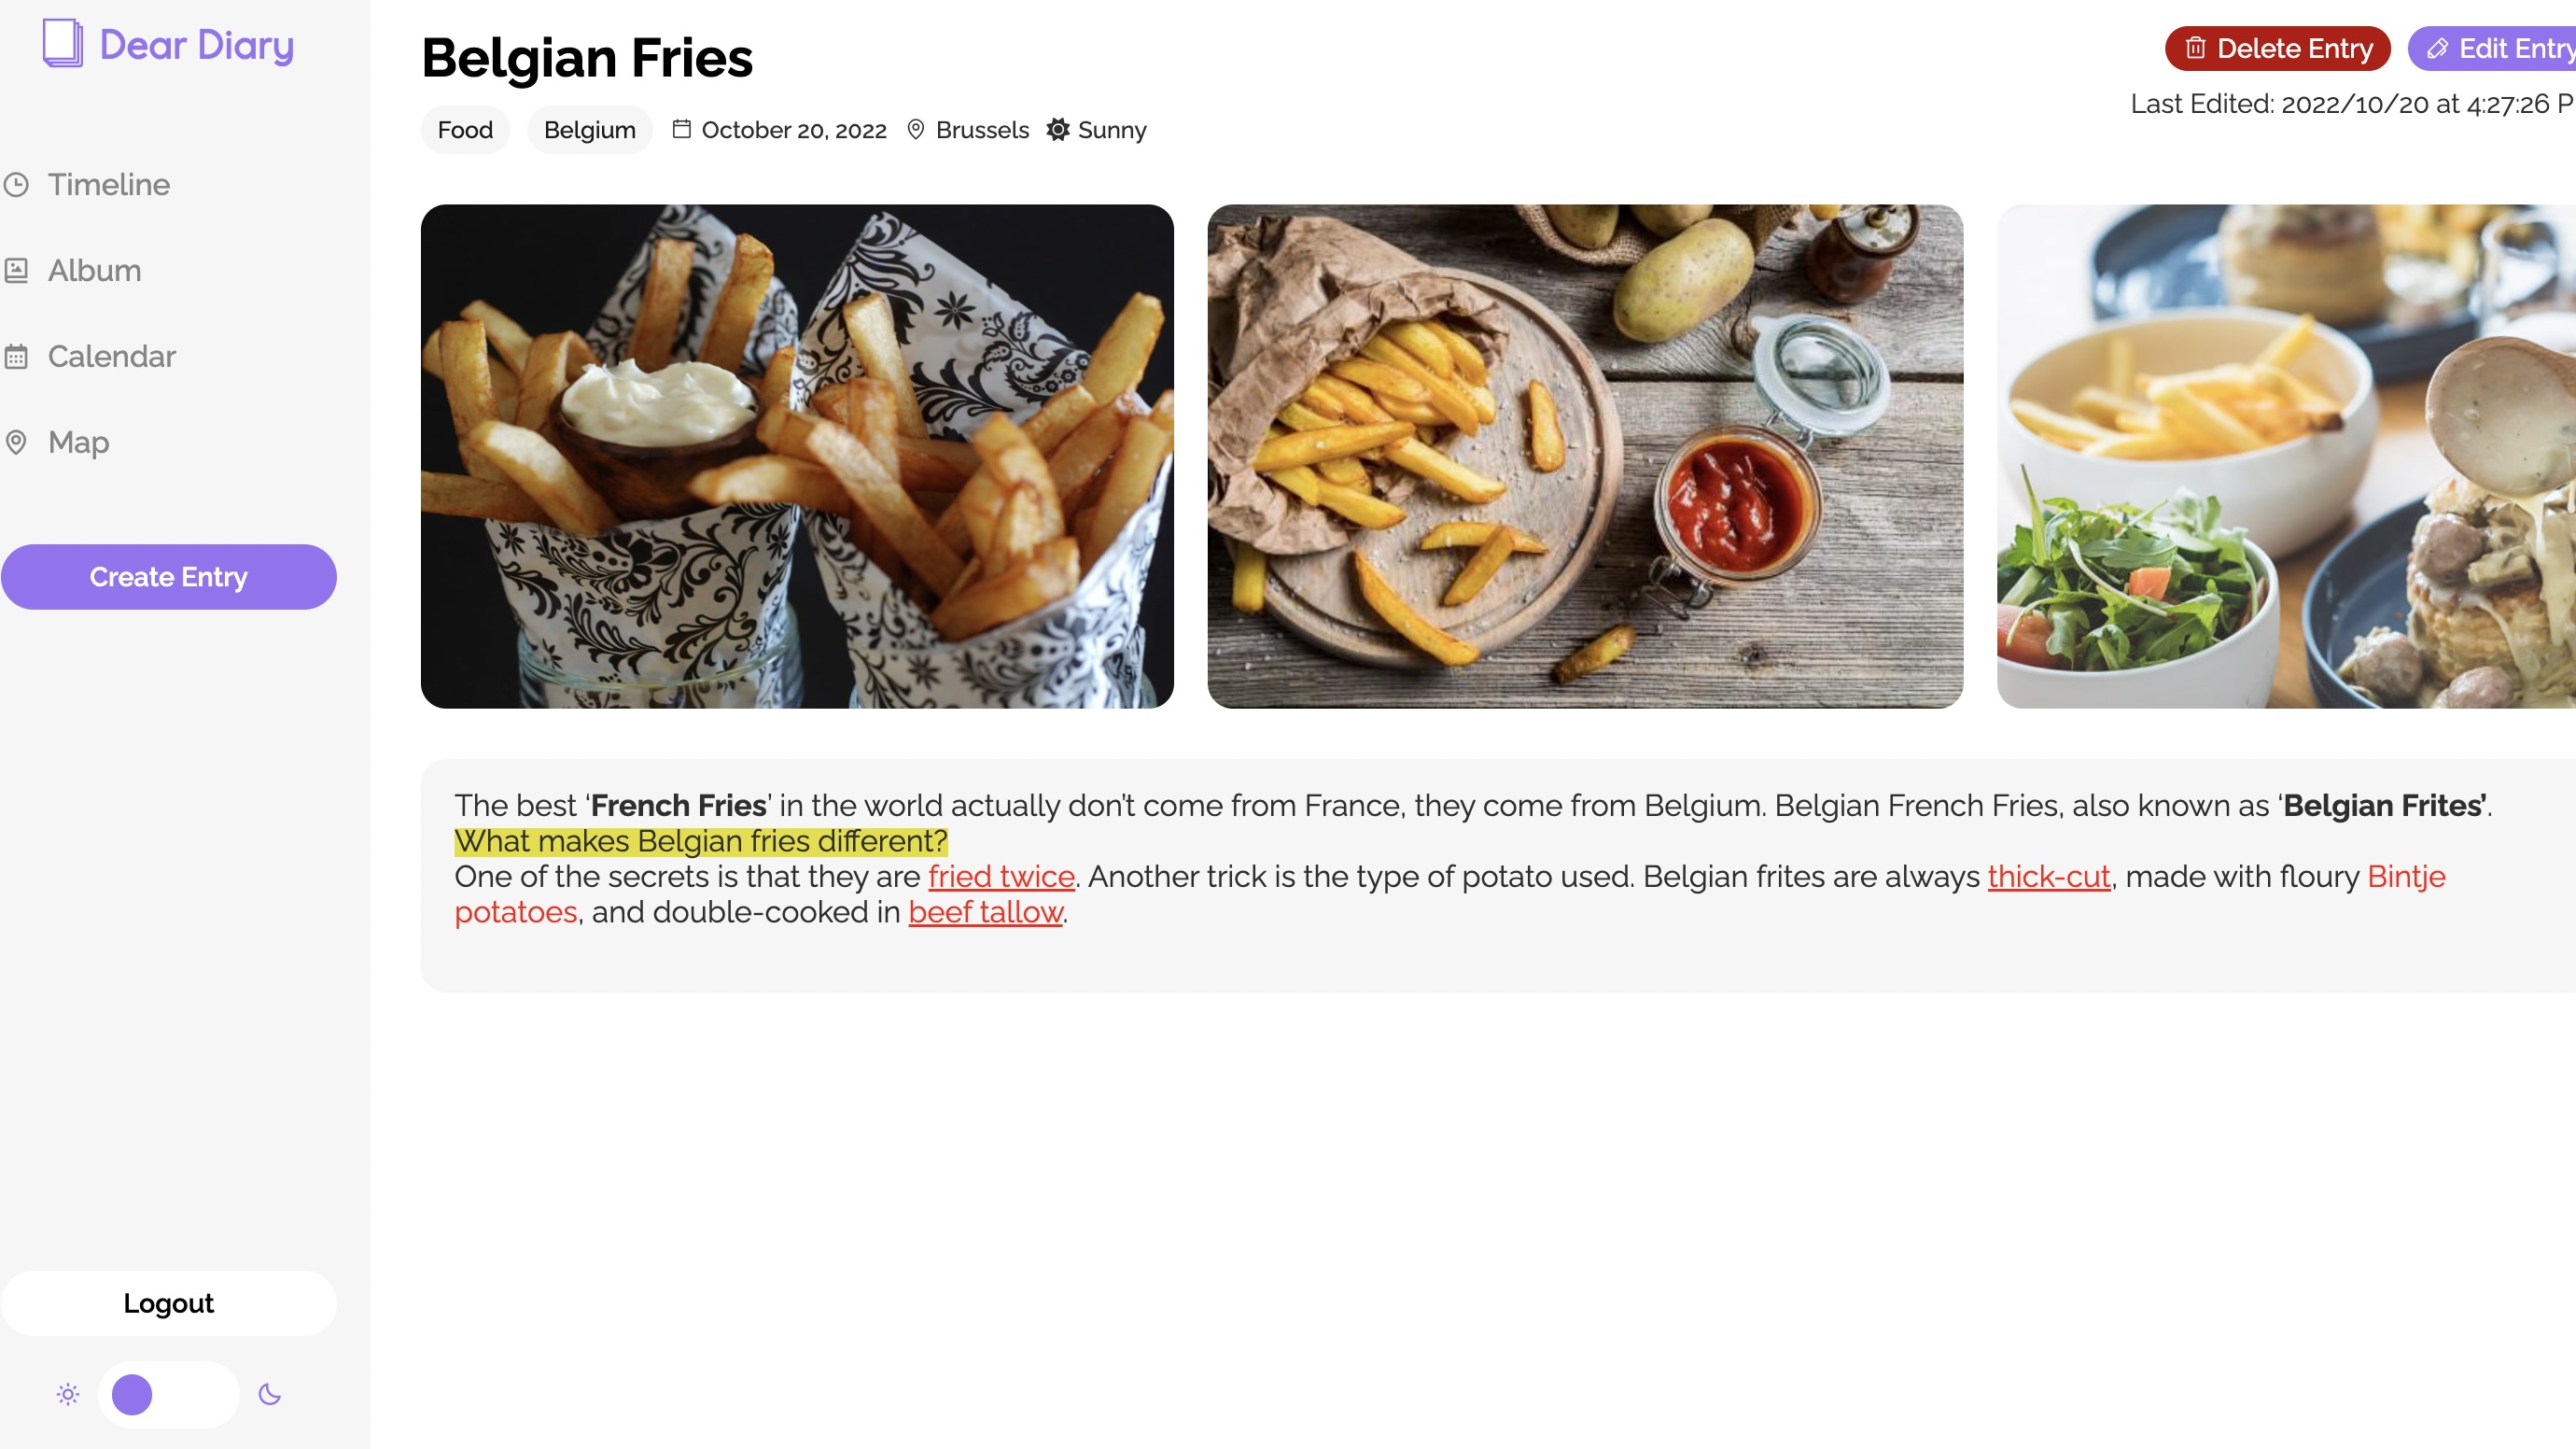 Dear Diary
Timeline
Album
Calendar
Map
Create Entry
Logout
Belgian Fries
Delete Entry
Edit Entry
Food
Belgium
October 20, 2022
Brussels
Sunny
Last Edited: 2022/10/20 at 4:27:26 P
The best ‘French Fries’ in the world actually don’t come from France, they come from Belgium. Belgian French Fries, also known as ‘Belgian Frites’.
What makes Belgian fries different?
One of the secrets is that they are fried twice. Another trick is the type of potato used. Belgian frites are always thick-cut, made with floury Bintje
potatoes, and double-cooked in beef tallow.